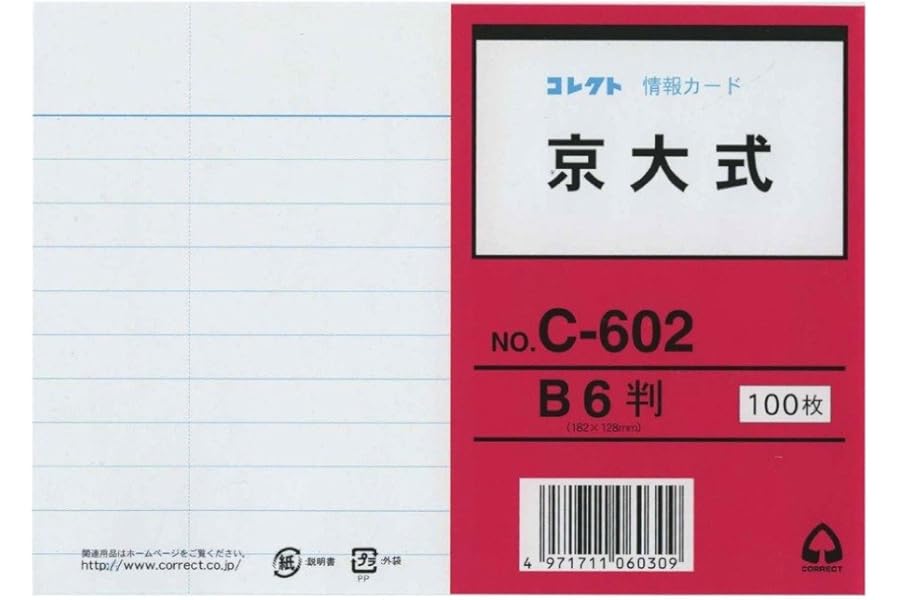 コレクト 情報カード
京大式
NO.C-602
B6判 100枚
(182×128mm)
4 971711 060309
CORRECT
関連用品はホームページをご覧ください。
http://www.correct.co.jp/
紙 :説明書 プラ :外袋
PP